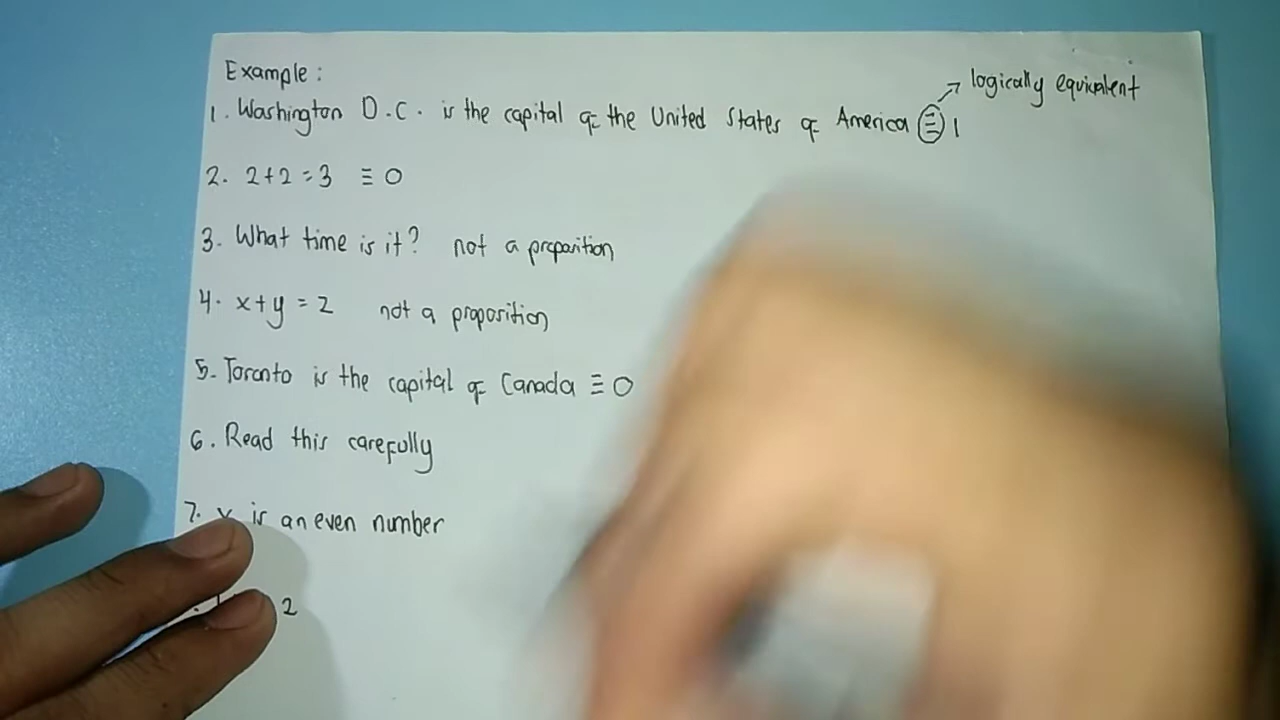 Example:
→ logically equivalent
1. Washington D.C. is the capital of the United States of America ≡ 1
2. 2+2=3 ≡ 0
3. What time is it? not a proposition
4. x+y = 2 not a proposition
5. Toronto is the capital of Canada ≡ 0
6. Read this carefully
7. x is an even number
2